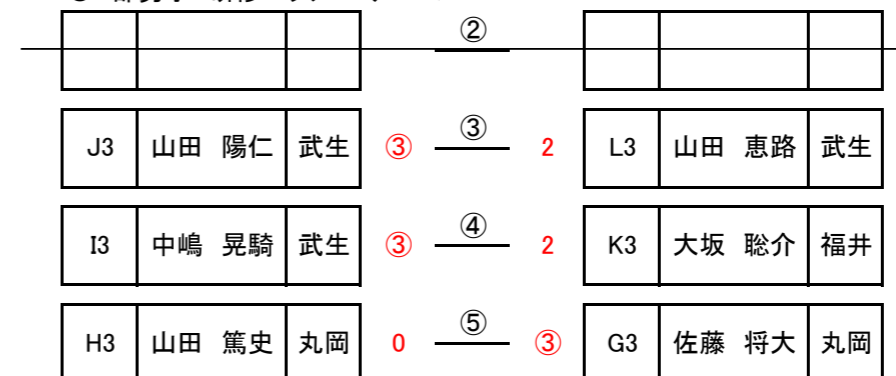 ②
J3 山田 陽仁 武生 ③ ③ 2 L3 山田 恵路 武生
I3 中嶋 晃騎 武生 ③ ④ 2 K3 大坂 聡介 福井
H3 山田 篤史 丸岡 0 ⑤ ③ G3 佐藤 将大 丸岡